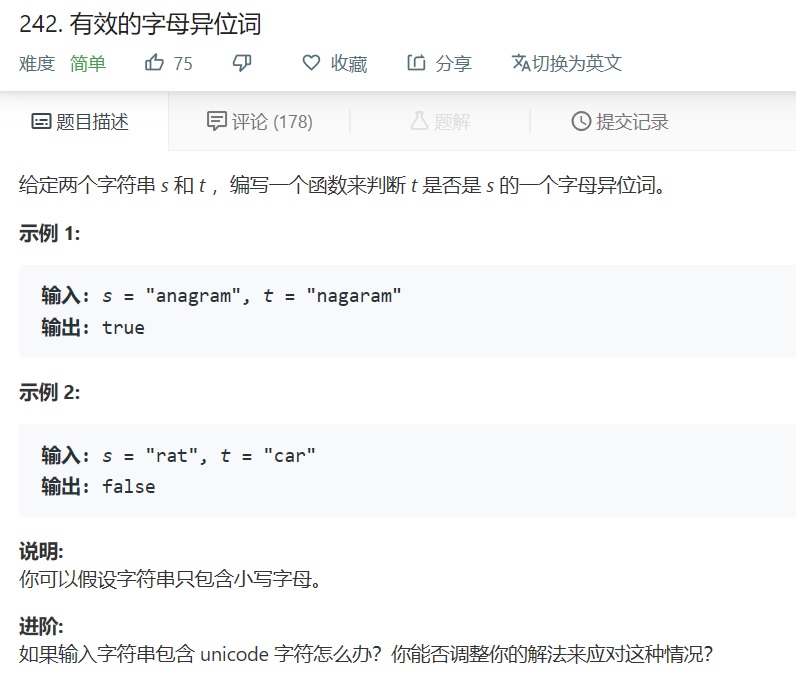 242. 有效的字母异位词
难度 简单 75 收藏 分享 切换为英文
题目描述 评论 (178) 题解 提交记录
给定两个字符串 s 和 t ，编写一个函数来判断 t 是否是 s 的一个字母异位词。
示例 1:
输入: s = "anagram", t = "nagaram"
输出: true
示例 2:
输入: s = "rat", t = "car"
输出: false
说明:
你可以假设字符串只包含小写字母。
进阶:
如果输入字符串包含 unicode 字符怎么办？你能否调整你的解法来应对这种情况？